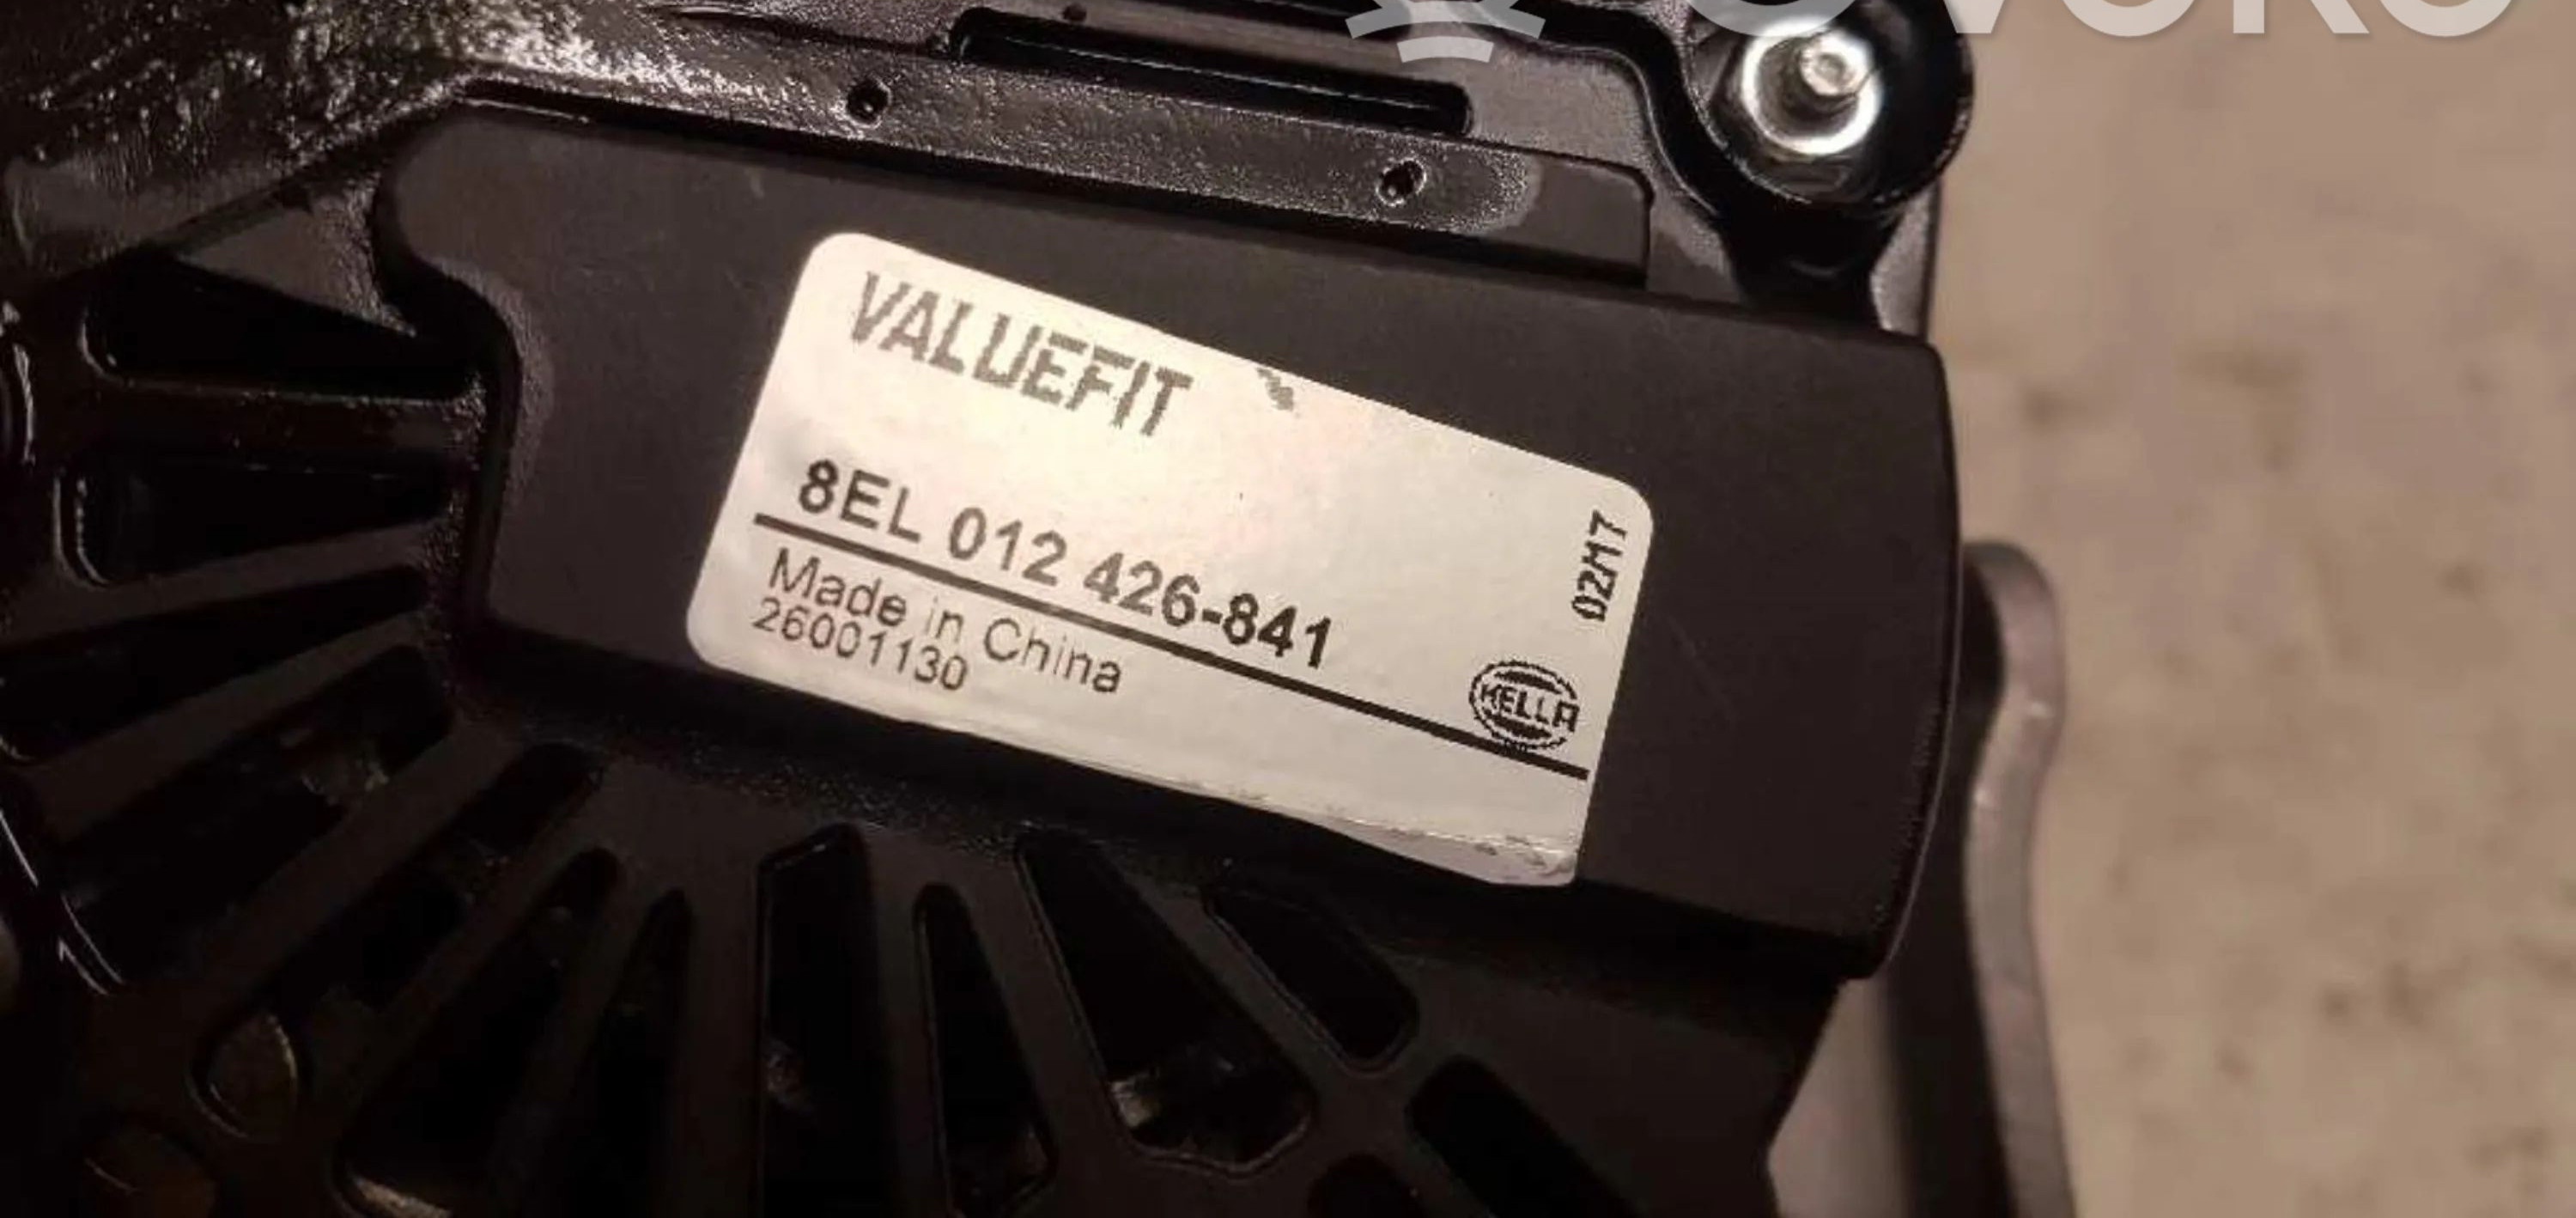 VALUEFIT
8EL 012 426-841
Made in China
26001130
02M7
HELLA